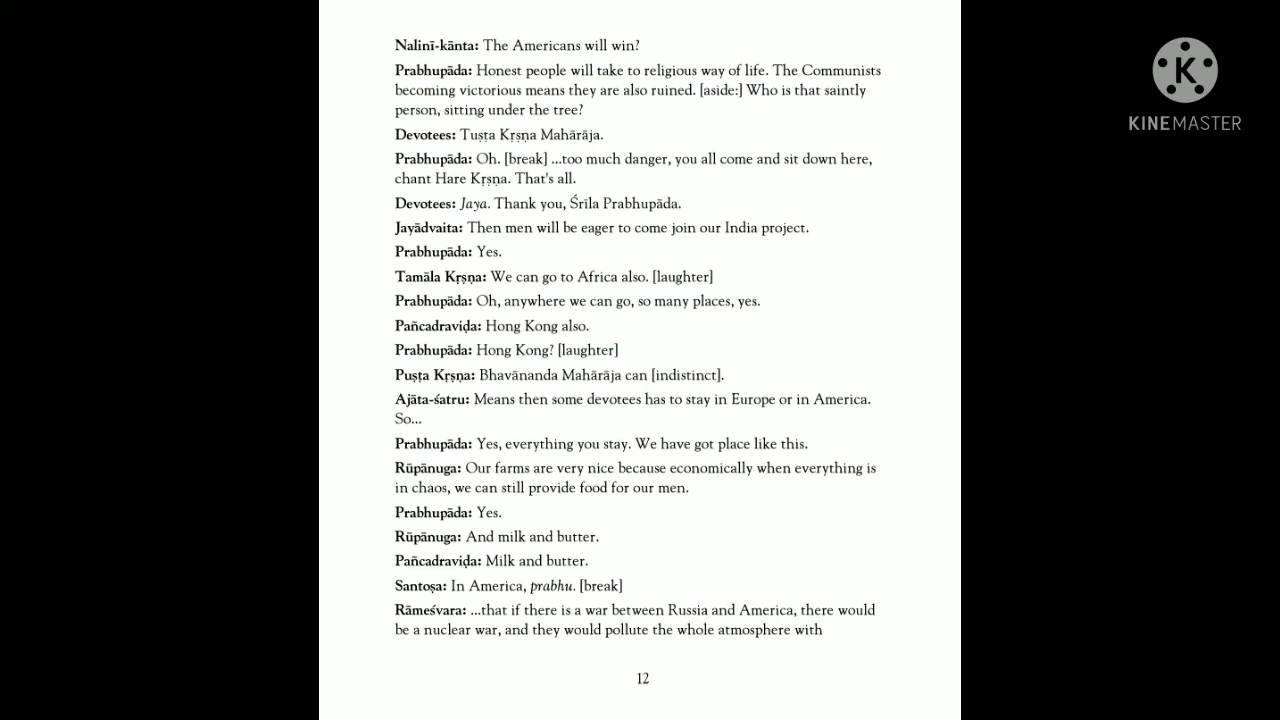 Nalinī-kānta: The Americans will win?
Prabhupāda: Honest people will take to religious way of life. The Communists
becoming victorious means they are also ruined. [aside:] Who is that saintly
person, sitting under the tree?
Devotees: Tuṣṭa Kṛṣṇa Mahārāja.
Prabhupāda: Oh. [break] ...too much danger, you all come and sit down here,
chant Hare Kṛṣṇa. That's all.
Devotees: Jaya. Thank you, Śrīla Prabhupāda.
Jayādvaita: Then men will be eager to come join our India project.
Prabhupāda: Yes.
Tamāla Kṛṣṇa: We can go to Africa also. [laughter]
Prabhupāda: Oh, anywhere we can go, so many places, yes.
Pañcadraviḍa: Hong Kong also.
Prabhupāda: Hong Kong? [laughter]
Puṣṭa Kṛṣṇa: Bhavānanda Mahārāja can [indistinct].
Ajāta-śatru: Means then some devotees has to stay in Europe or in America.
So...
Prabhupāda: Yes, everything you stay. We have got place like this.
Rūpānuga: Our farms are very nice because economically when everything is
in chaos, we can still provide food for our men.
Prabhupāda: Yes.
Rūpānuga: And milk and butter.
Pañcadraviḍa: Milk and butter.
Santoṣa: In America, prabhu. [break]
Rāmeśvara: ...that if there is a war between Russia and America, there would
be a nuclear war, and they would pollute the whole atmosphere with
12
K
KINEMASTER